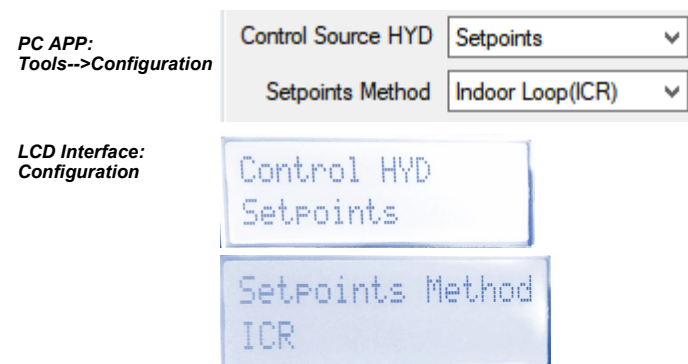 PC APP:
Tools-->Configuration
Control Source HYD Setpoints
Setpoints Method Indoor Loop(ICR)
LCD Interface:
Configuration
Control HYD
Setpoints
Setpoints Method
ICR